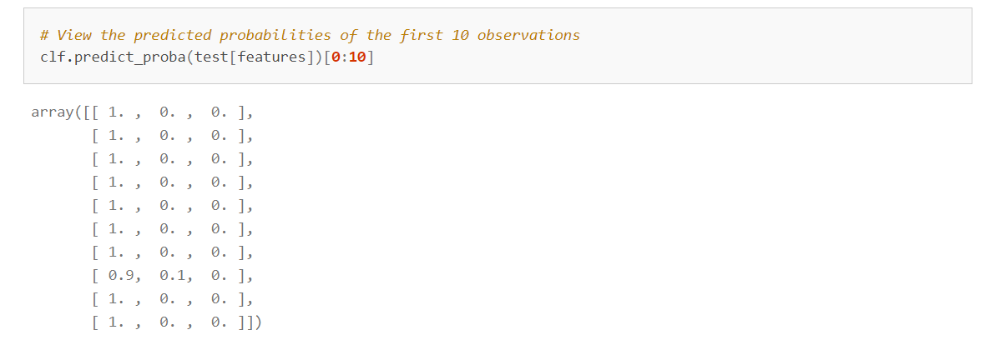 # View the predicted probabilities of the first 10 observations
clf.predict_proba(test[features])[0:10]
array([[ 1. ,  0. ,  0. ],
       [ 1. ,  0. ,  0. ],
       [ 1. ,  0. ,  0. ],
       [ 1. ,  0. ,  0. ],
       [ 1. ,  0. ,  0. ],
       [ 1. ,  0. ,  0. ],
       [ 1. ,  0. ,  0. ],
       [ 0.9,  0.1,  0. ],
       [ 1. ,  0. ,  0. ],
       [ 1. ,  0. ,  0. ]])